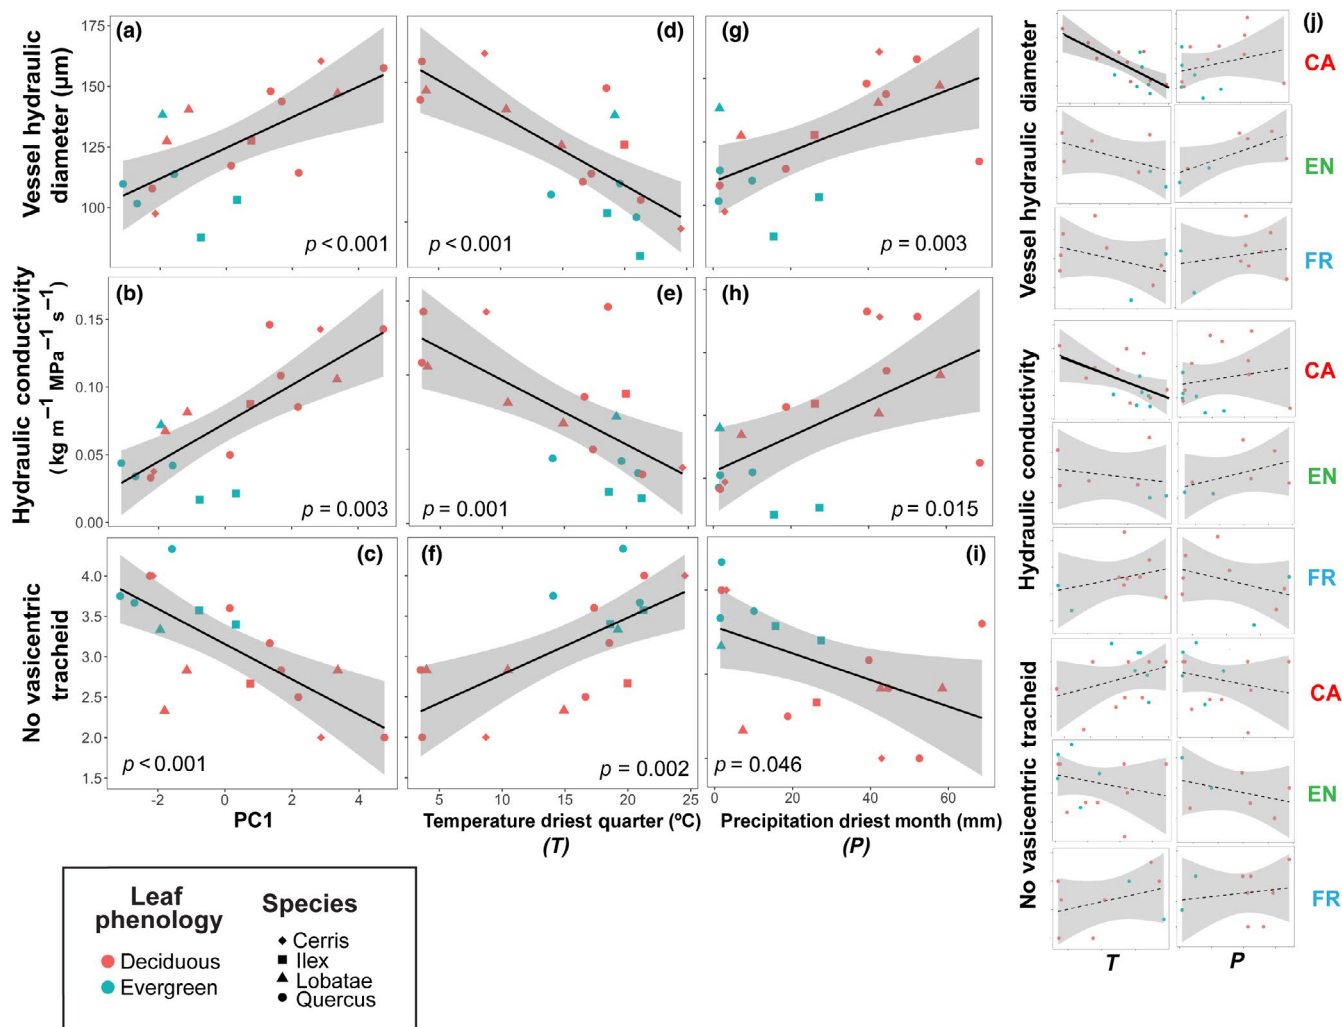 (a)
(d)
(g)
(j)
Vessel hydraulic
diameter (μm)
175
150
125
100
p < 0.001
p < 0.001
p = 0.003
(b)
(e)
(h)
Hydraulic conductivity
(kg m⁻¹ MPa⁻¹ s⁻¹)
0.15
0.10
0.05
0.00
p = 0.003
p = 0.001
p = 0.015
(c)
(f)
(i)
No vasicentric
tracheid
4.0
3.5
3.0
2.5
2.0
1.5
p < 0.001
p = 0.002
p = 0.046
-2
0
2
4
5
10
15
20
25
0
20
40
60
PC1
Temperature driest quarter (ºC)
(T)
Precipitation driest month (mm)
(P)
Vessel hydraulic diameter
CA
EN
FR
Hydraulic conductivity
CA
EN
FR
No vasicentric tracheid
CA
EN
FR
T
P
Leaf
phenology
Deciduous
Evergreen
Species
Cerris
Ilex
Lobatae
Quercus